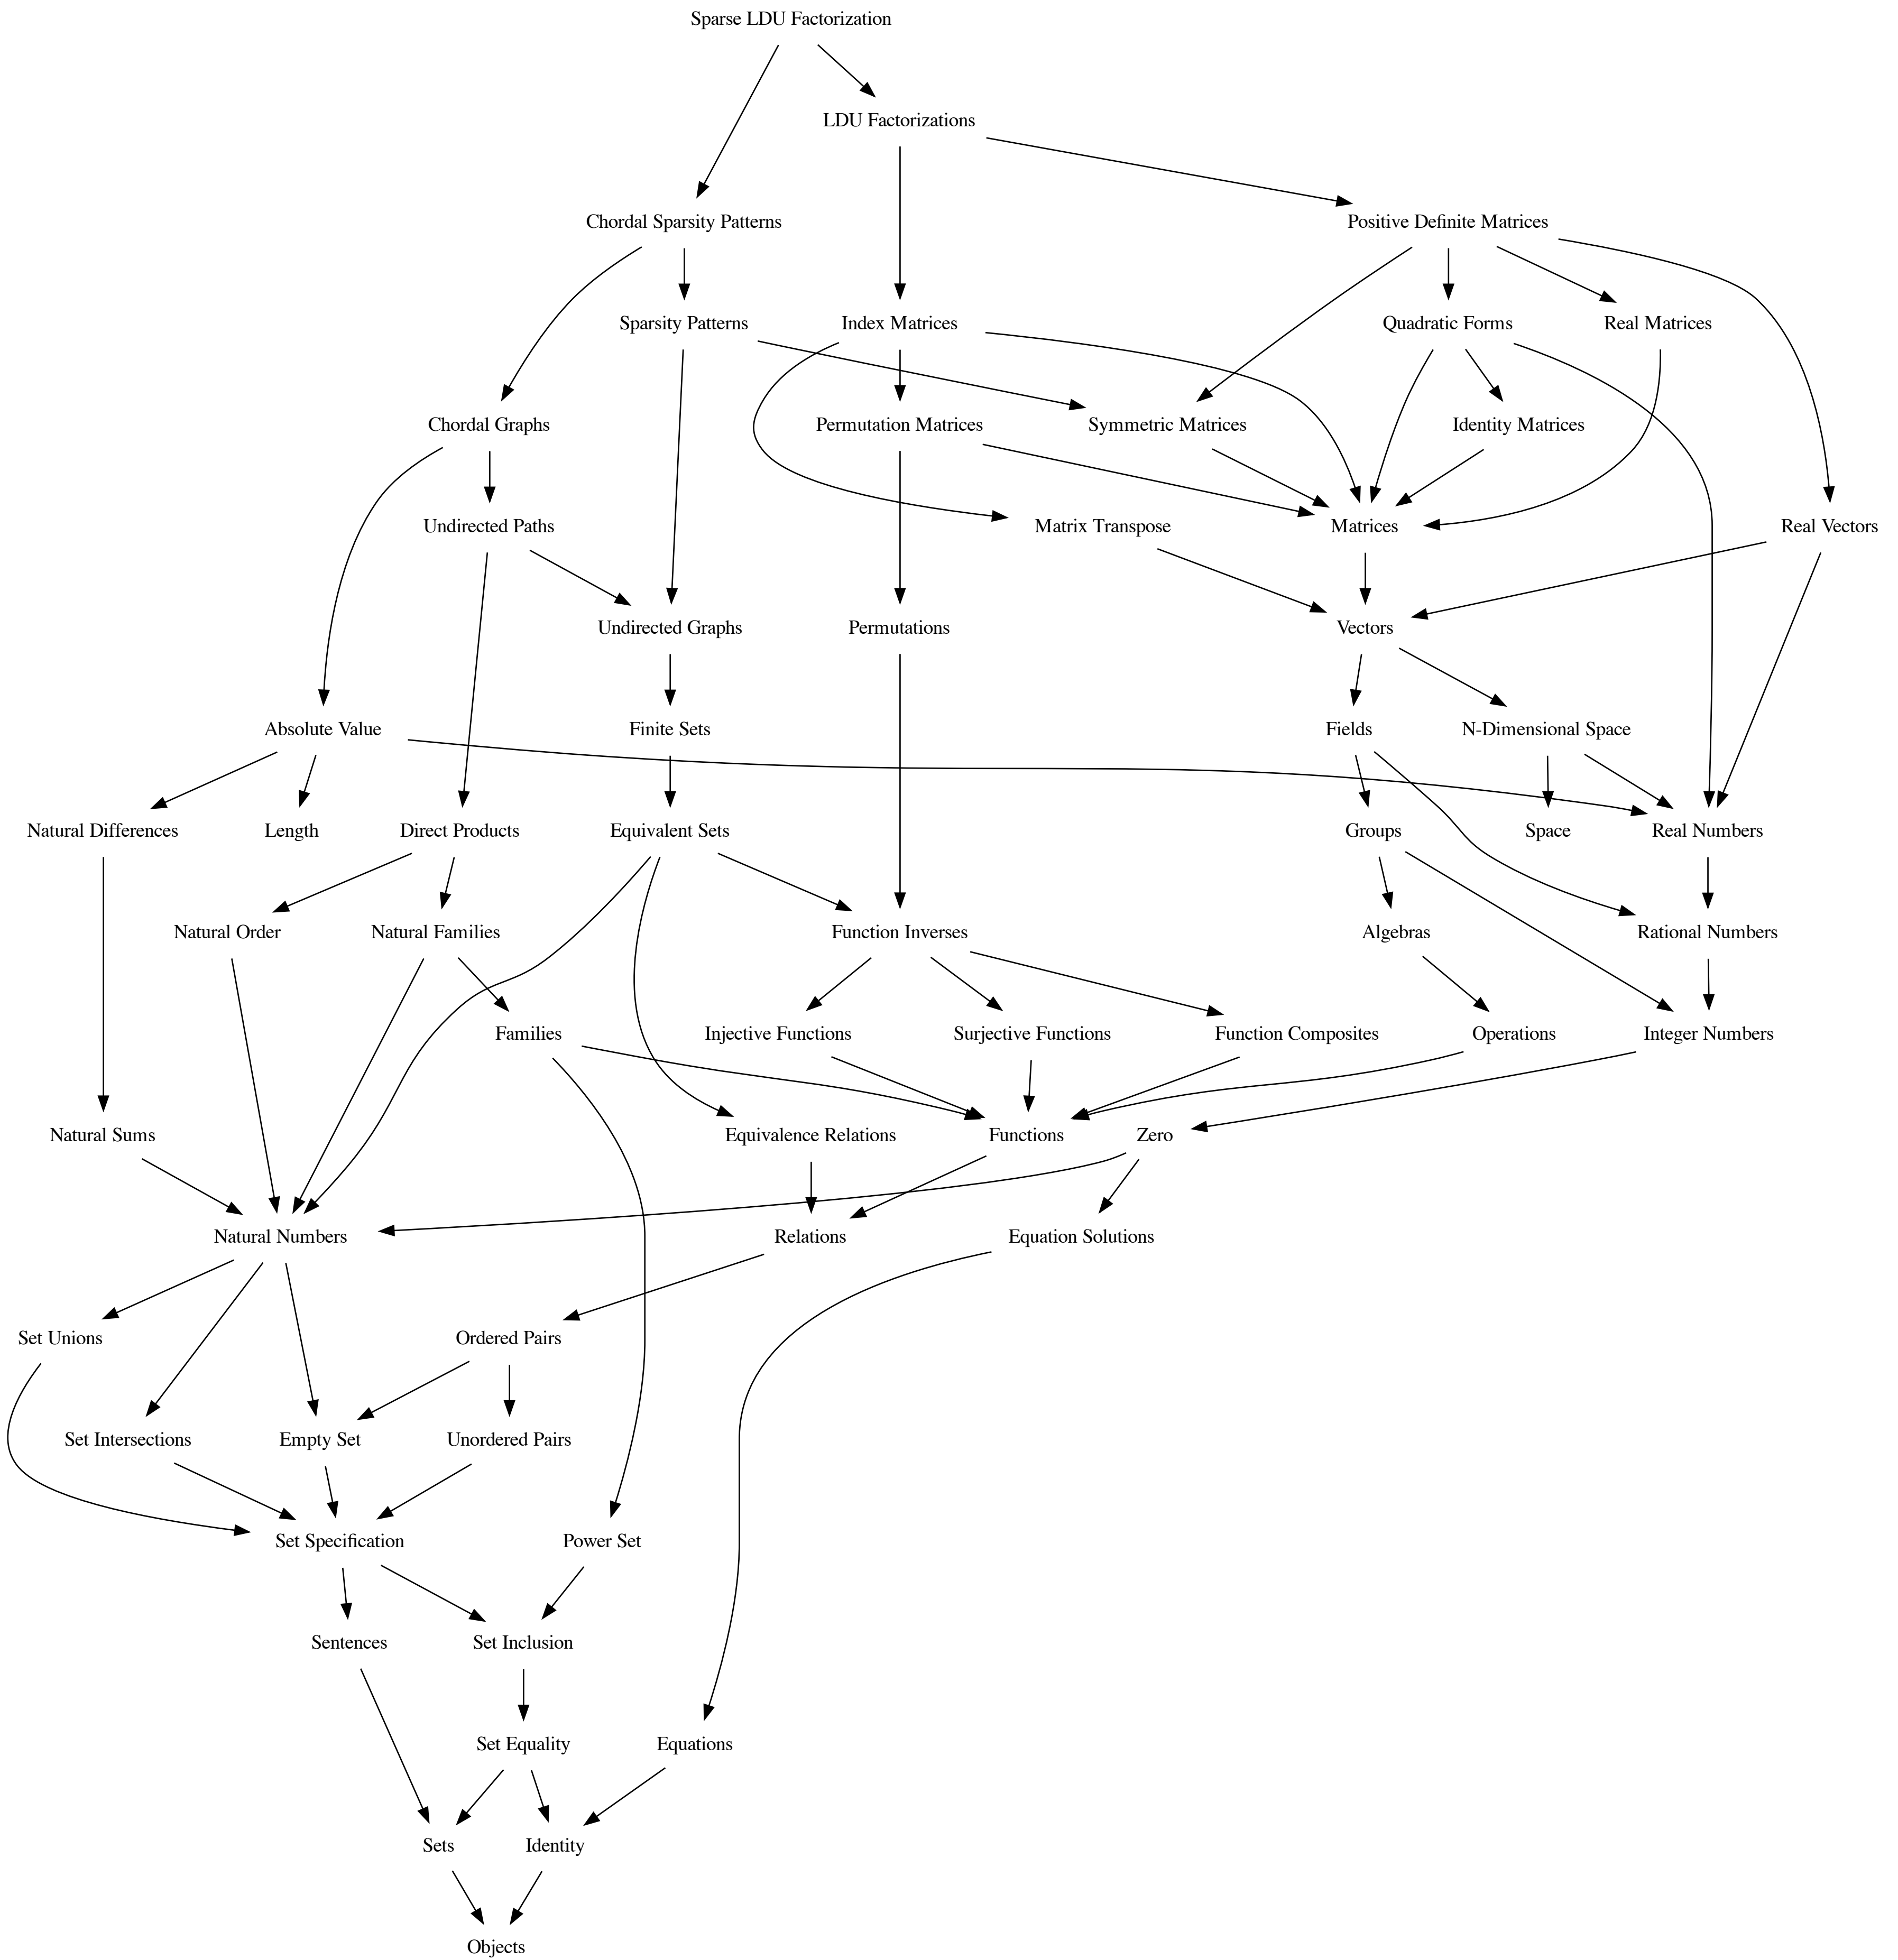 Sparse LDU Factorization
LDU Factorizations
Chordal Sparsity Patterns
Positive Definite Matrices
Sparsity Patterns
Index Matrices
Quadratic Forms
Real Matrices
Chordal Graphs
Permutation Matrices
Symmetric Matrices
Identity Matrices
Undirected Paths
Matrix Transpose
Matrices
Real Vectors
Undirected Graphs
Permutations
Vectors
Absolute Value
Finite Sets
Fields
N-Dimensional Space
Natural Differences
Length
Direct Products
Equivalent Sets
Groups
Space
Real Numbers
Natural Order
Natural Families
Function Inverses
Algebras
Rational Numbers
Families
Injective Functions
Surjective Functions
Function Composites
Operations
Integer Numbers
Natural Sums
Equivalence Relations
Functions
Zero
Natural Numbers
Relations
Equation Solutions
Set Unions
Ordered Pairs
Set Intersections
Empty Set
Unordered Pairs
Set Specification
Power Set
Sentences
Set Inclusion
Set Equality
Equations
Sets
Identity
Objects